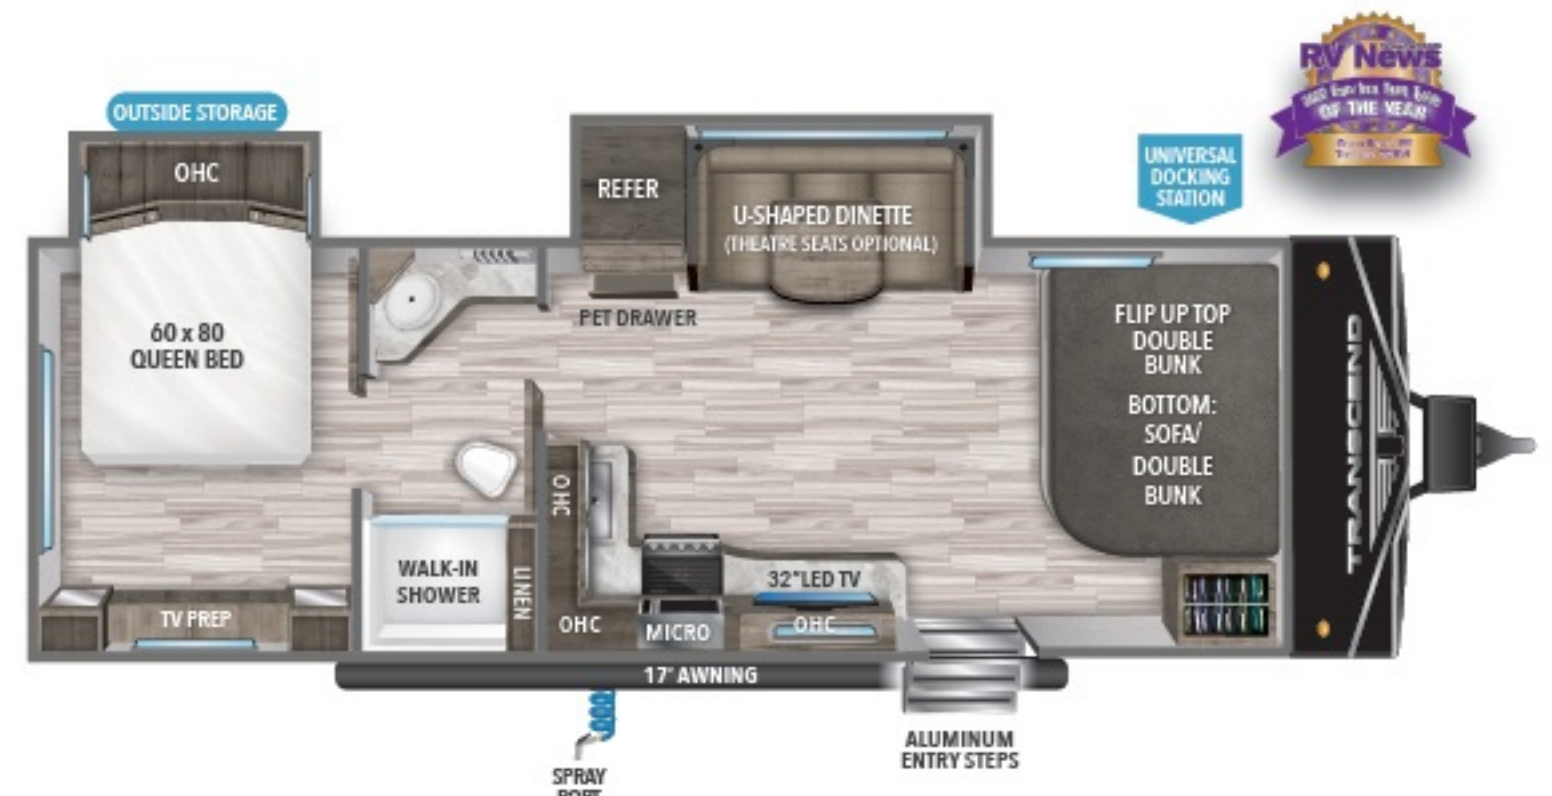 RV News
OF THE YEAR
OUTSIDE STORAGE
OHC
REFER
U-SHAPED DINETTE
(THEATRE SEATS OPTIONAL)
UNIVERSAL
DOCKING
STATION
60 x 80
QUEEN BED
PET DRAWER
FLIP UP TOP
DOUBLE
BUNK
BOTTOM:
SOFA/
DOUBLE
BUNK
TRANSCEND
OHC
WALK-IN
SHOWER
LINEN
32"LED TV
TV PREP
OHC
MICRO
OHC
17' AWNING
ALUMINUM
ENTRY STEPS
SPRAY
PORT